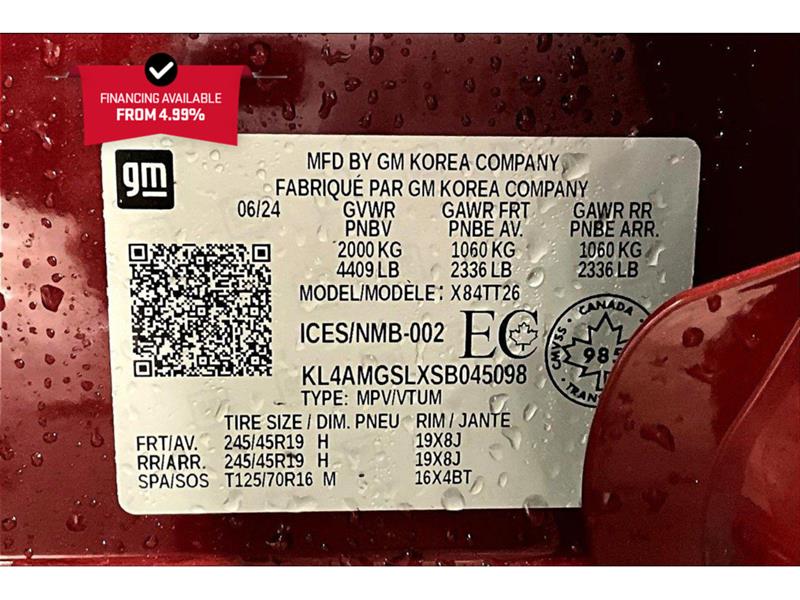 FINANCING AVAILABLE
FROM 4.99%
gm
MFD BY GM KOREA COMPANY
FABRIQUÉ PAR GM KOREA COMPANY
06/24 GVWR GAWR FRT GAWR RR
PNBV PNBE AV. PNBE ARR.
2000 KG 1060 KG 1060 KG
4409 LB 2336 LB 2336 LB
MODEL/MODÈLE: X84TT26
ICES/NMB-002 EC
CANADA
CMVSS
985
TRAN
KL4AMGSLXSB045098
TYPE: MPV/VTUM
TIRE SIZE / DIM. PNEU RIM / JANTE
FRT/AV. 245/45R19 H 19X8J
RR/ARR. 245/45R19 H 19X8J
SPA/SOS T125/70R16 M 16X4BT